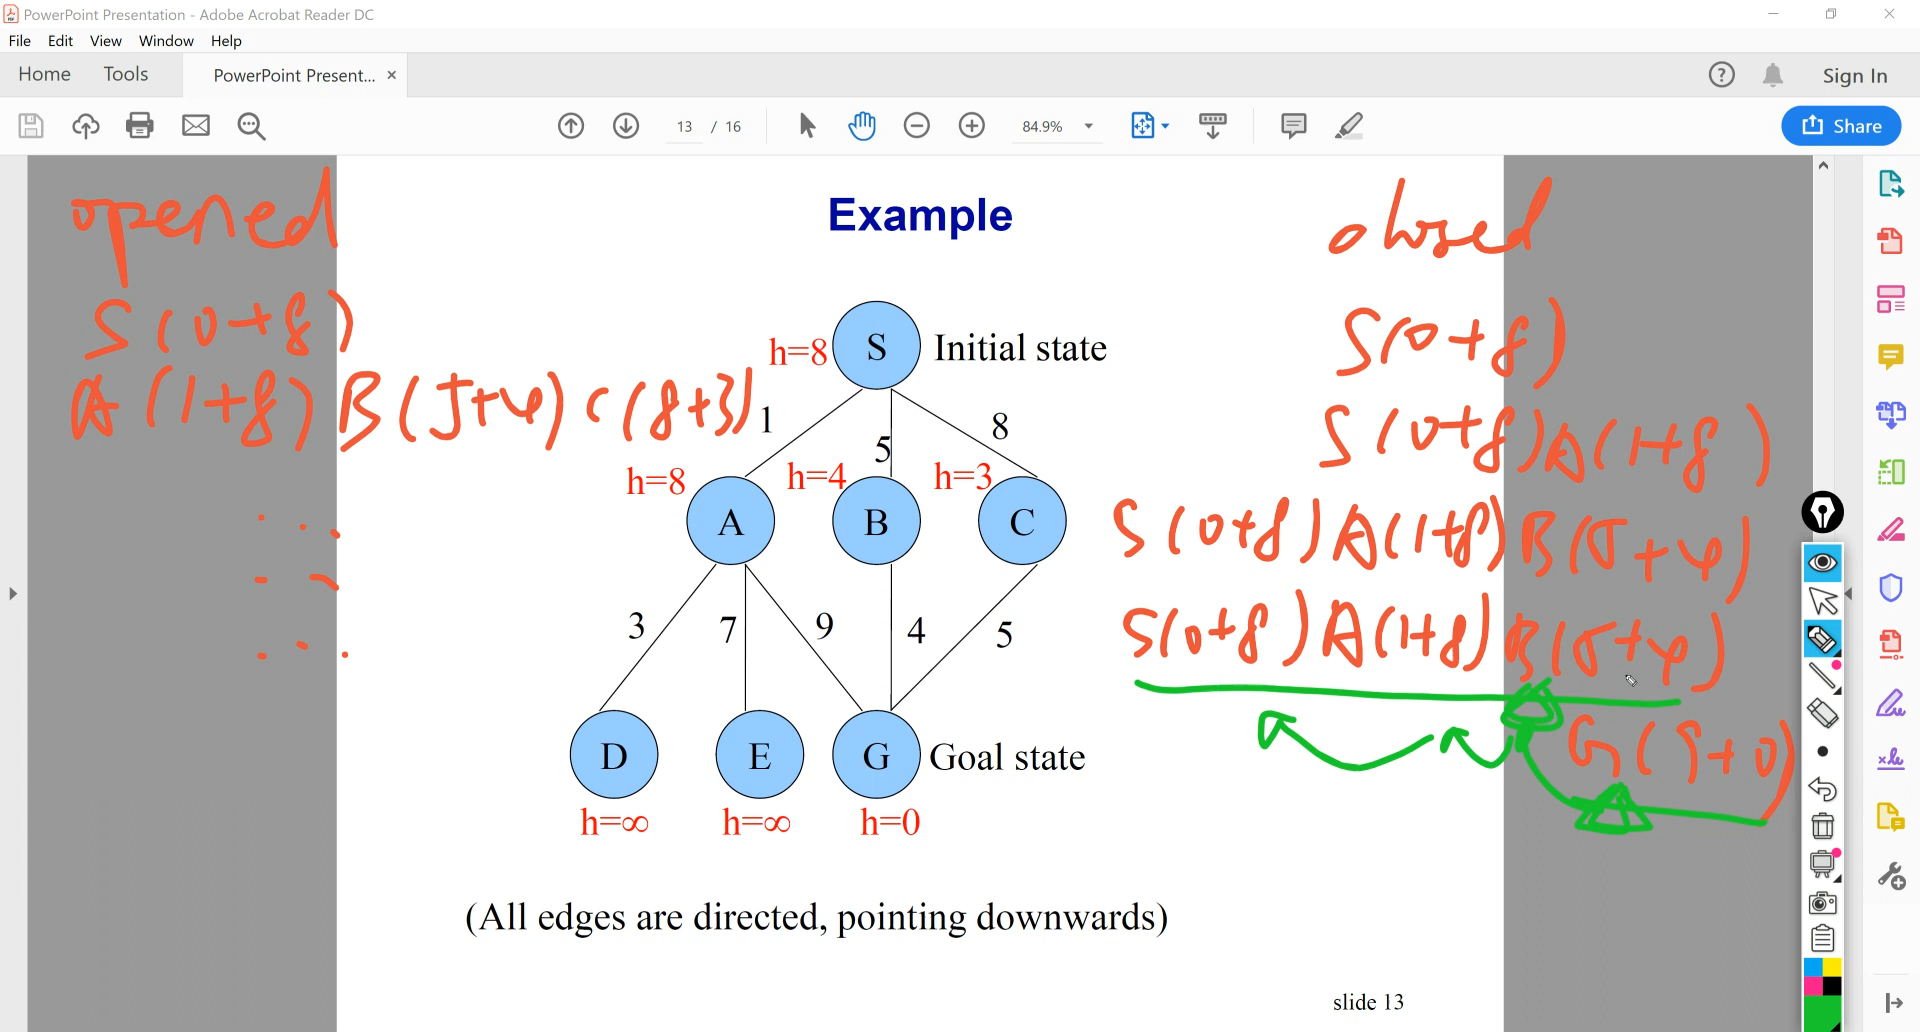 PowerPoint Presentation - Adobe Acrobat Reader DC
File Edit View Window Help
Home Tools PowerPoint Present... × Sign In
13 / 16 84.9% Share
Example
opened
closed
S(0+8)
S(0+8)
A(1+8) B(5+4) C(8+3)
S(0+8) A(1+8)
S(0+8) A(1+8) B(5+4)
S(0+8) A(1+8) B(5+4)
G(9+0)
h=8 S Initial state
1 5 8
h=8 h=4 h=3
A B C
3 7 9 4 5
D E G Goal state
h=∞ h=∞ h=0
(All edges are directed, pointing downwards)
slide 13